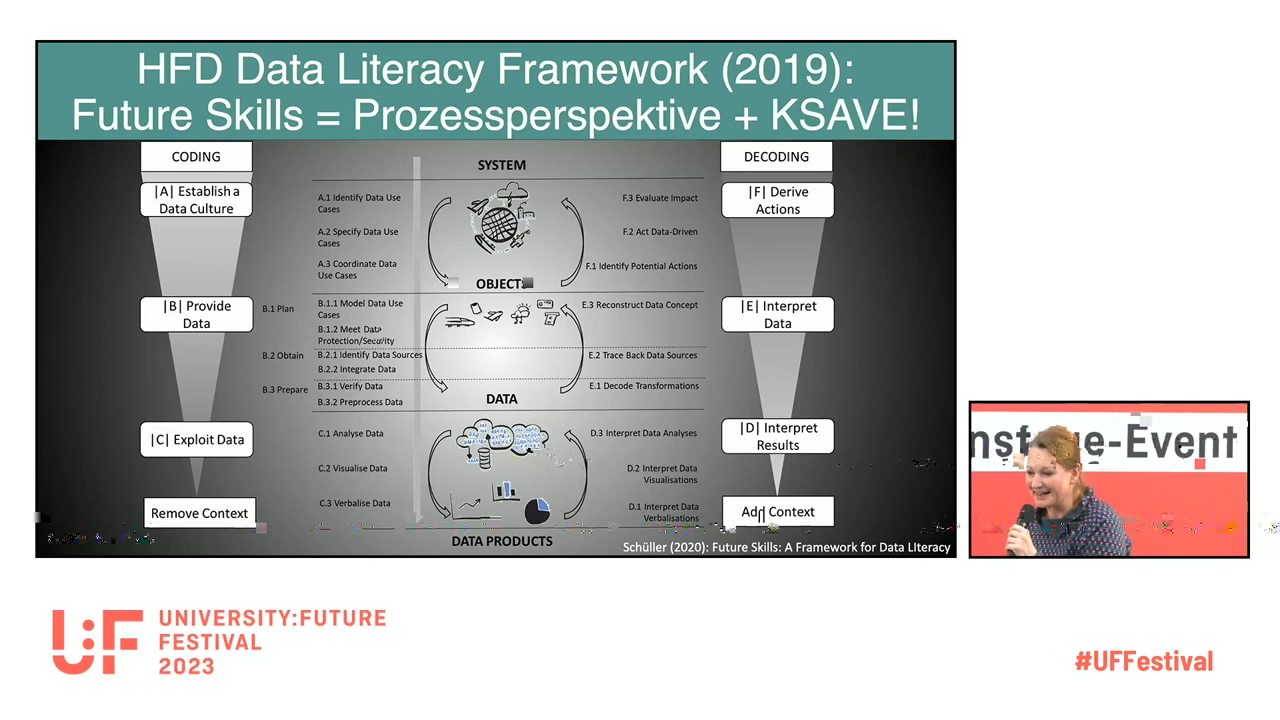 HFD Data Literacy Framework (2019):
Future Skills = Prozessperspektive + KSAVE!
CODING
|A| Establish a
Data Culture
|B| Provide
Data
|C| Exploit Data
Remove Context
B.1 Plan
B.2 Obtain
B.3 Prepare
SYSTEM
A.1 Identify Data Use
Cases
A.2 Specify Data Use
Cases
A.3 Coordinate Data
Use Cases
F.3 Evaluate Impact
F.2 Act Data-Driven
F.1 Identify Potential Actions
OBJECTS
B.1.1 Model Data Use
Cases
B.1.2 Meet Data
Protection/Security
B.2.1 Identify Data Sources
B.2.2 Integrate Data
B.3.1 Verify Data
B.3.2 Preprocess Data
E.3 Reconstruct Data Concept
E.2 Trace Back Data Sources
E.1 Decode Transformations
DATA
C.1 Analyse Data
C.2 Visualise Data
C.3 Verbalise Data
D.3 Interpret Data Analyses
D.2 Interpret Data
Visualisations
D.1 Interpret Data
Verbalisations
DATA PRODUCTS
DECODING
|F| Derive
Actions
|E| Interpret
Data
|D| Interpret
Results
Add Context
Schüller (2020): Future Skills: A Framework for Data LIteracy
nstage-Event
U:F
UNIVERSITY:FUTURE
FESTIVAL
2023
#UFFestival